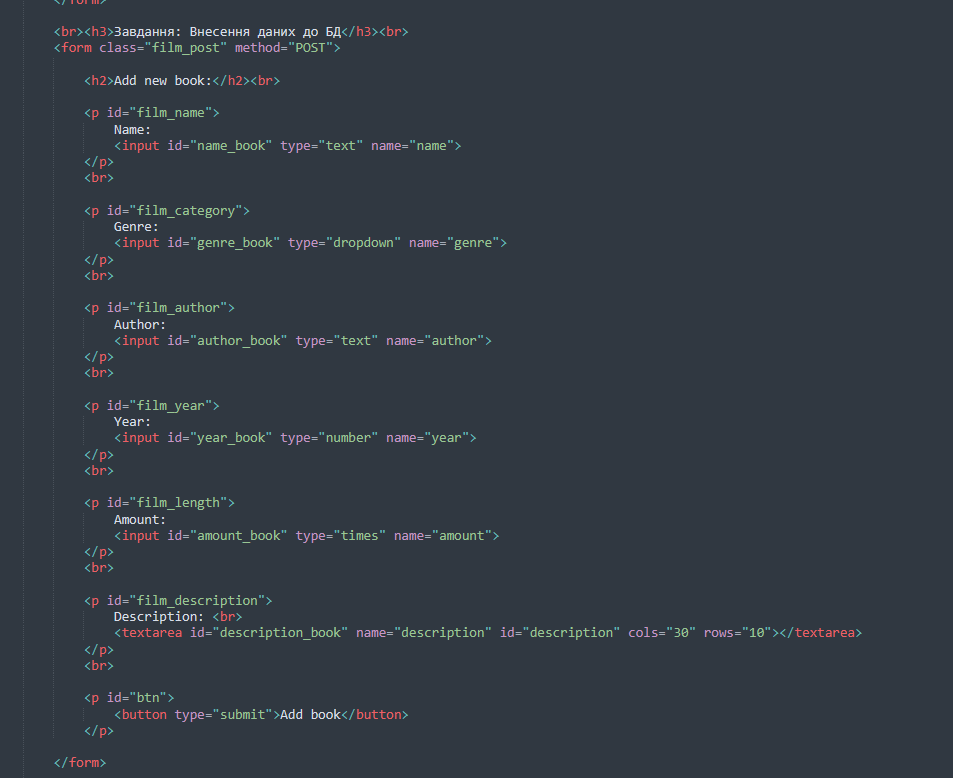 </form>
<br><h3>Завдання: Внесення даних до БД</h3><br>
<form class="film_post" method="POST">
<h2>Add new book:</h2><br>
<p id="film_name">
Name:
<input id="name_book" type="text" name="name">
</p>
<br>
<p id="film_category">
Genre:
<input id="genre_book" type="dropdown" name="genre">
</p>
<br>
<p id="film_author">
Author:
<input id="author_book" type="text" name="author">
</p>
<br>
<p id="film_year">
Year:
<input id="year_book" type="number" name="year">
</p>
<br>
<p id="film_length">
Amount:
<input id="amount_book" type="times" name="amount">
</p>
<br>
<p id="film_description">
Description: <br>
<textarea id="description_book" name="description" id="description" cols="30" rows="10"></textarea>
</p>
<br>
<p id="btn">
<button type="submit">Add book</button>
</p>
</form>